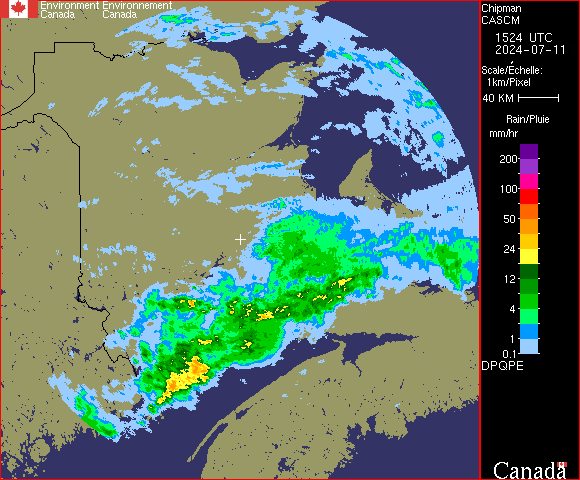 Environment Environnement
Canada Canada
Chipman
CASCM
1524 UTC
2024-07-11
Scale/Échelle:
1km/Pixel
40 KM
Rain/Pluie
mm/hr
200
100
50
24
12
4
1
0.1
DPQPE
Canada